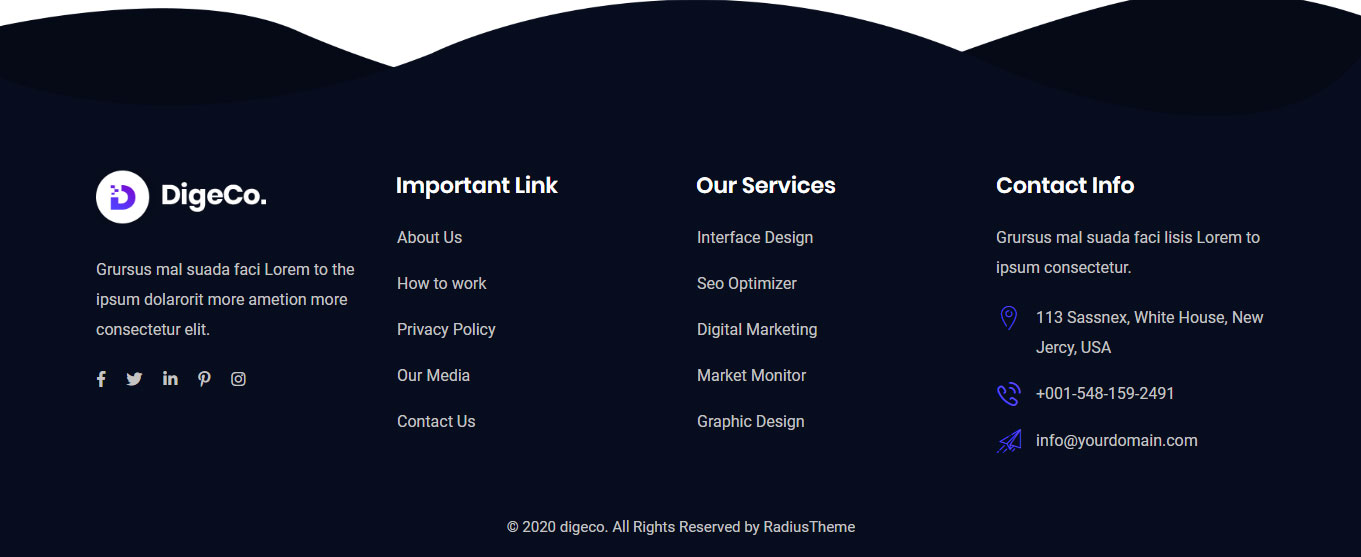 DigeCo.
Grursus mal suada faci Lorem to the
ipsum dolarorit more ametion more
consectetur elit.
Important Link
About Us
How to work
Privacy Policy
Our Media
Contact Us
Our Services
Interface Design
Seo Optimizer
Digital Marketing
Market Monitor
Graphic Design
Contact Info
Grursus mal suada faci lisis Lorem to
ipsum consectetur.
113 Sassnex, White House, New
Jercy, USA
+001-548-159-2491
info@yourdomain.com
© 2020 digeco. All Rights Reserved by RadiusTheme